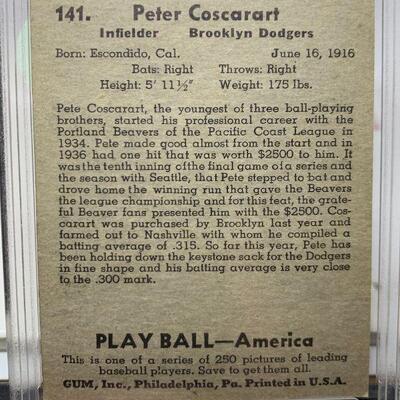 141. Peter Coscarart
Infielder Brooklyn Dodgers
Born: Escondido, Cal. June 16, 1916
Bats: Right Throws: Right
Height: 5' 11½" Weight: 175 lbs.
Pete Coscarart, the youngest of three ball-playing
brothers, started his professional career with the
Portland Beavers of the Pacific Coast League in
1934. Pete made good almost from the start and in
1936 had one hit that was worth $2500 to him. It
was the tenth inning of the final game of a series and
the season with Seattle, that Pete stepped to bat and
drove home the winning run that gave the Beavers
the league championship and for this feat, the grate-
ful Beaver fans presented him with the $2500. Cos-
carart was purchased by Brooklyn last year and
farmed out to Nashville with whom he compiled a
batting average of .315. So far this year, Pete has
been holding down the keystone sack for the Dodgers
in fine shape and his batting average is very close
to the .300 mark.
PLAY BALL—America
This is one of a series of 250 pictures of leading
baseball players. Save to get them all.
GUM, Inc., Philadelphia, Pa. Printed in U.S.A.